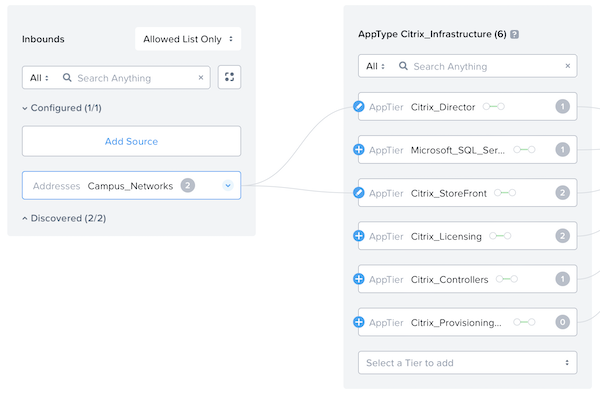 Inbounds
Allowed List Only
All
Search Anything
Configured (1/1)
Add Source
Addresses Campus_Networks 2
Discovered (2/2)
AppType Citrix_Infrastructure (6) ?
All
Search Anything
AppTier Citrix_Director 1
AppTier Microsoft_SQL_Ser... 1
AppTier Citrix_StoreFront 2
AppTier Citrix_Licensing 2
AppTier Citrix_Controllers 1
AppTier Citrix_Provisioning... 0
Select a Tier to add